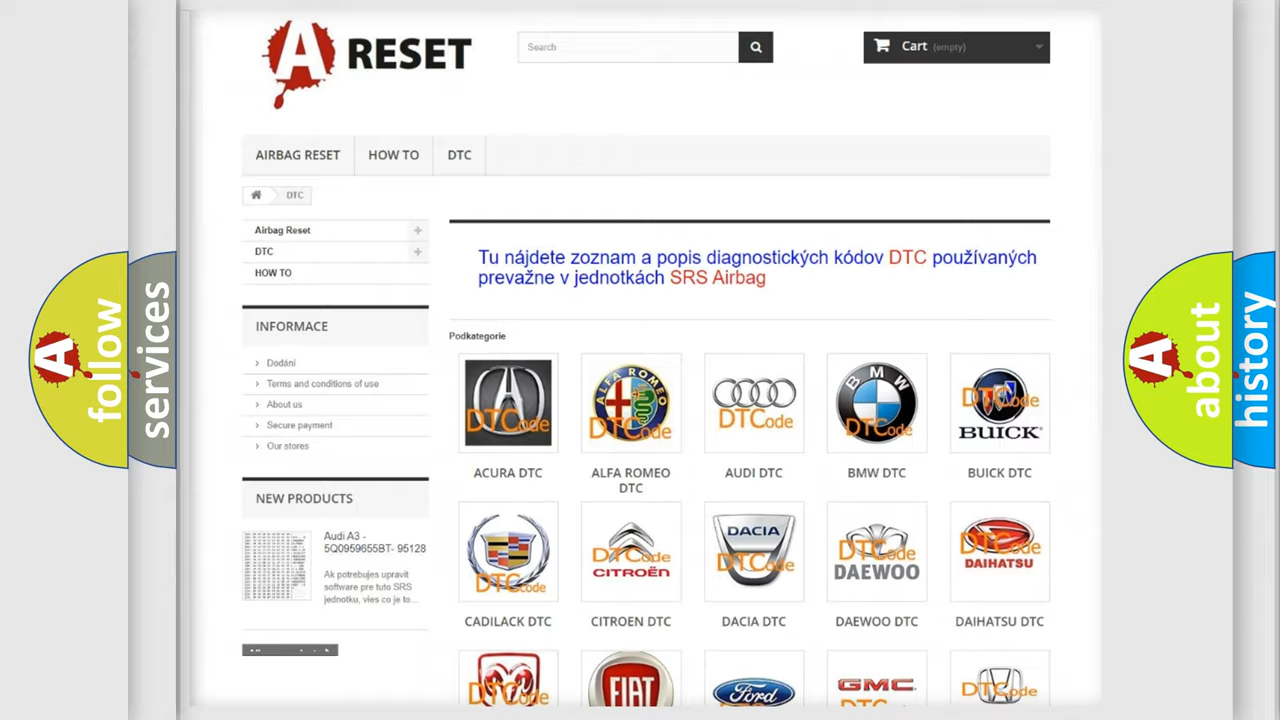 A RESET
Search
Cart (empty)
AIRBAG RESET
HOW TO
DTC
DTC
Airbag Reset
DTC
HOW TO
INFORMACE
Dodání
Terms and conditions of use
About us
Secure payment
Our stores
NEW PRODUCTS
Audi A3 -
5Q0959655BT- 95128
Ak potrebujes upravit
software pre tuto SRS
jednotku, vies co je to...
Tu nájdete zoznam a popis diagnostických kódov DTC používaných
prevažne v jednotkách SRS Airbag
Podkategorie
DTCode
ALFA ROMEO
DTCode
DTCode
BMW
DTCode
DTCode
BUICK
ACURA DTC
ALFA ROMEO
DTC
AUDI DTC
BMW DTC
BUICK DTC
DTCode
DTCode
CITROËN
DACIA
DTCode
DTCode
DAEWOO
DTCode
DAIHATSU
CADILACK DTC
CITROEN DTC
DACIA DTC
DAEWOO DTC
DAIHATSU DTC
DTCode
FIAT
Ford
GMC
DTCode
A
follow
services
A
about
history